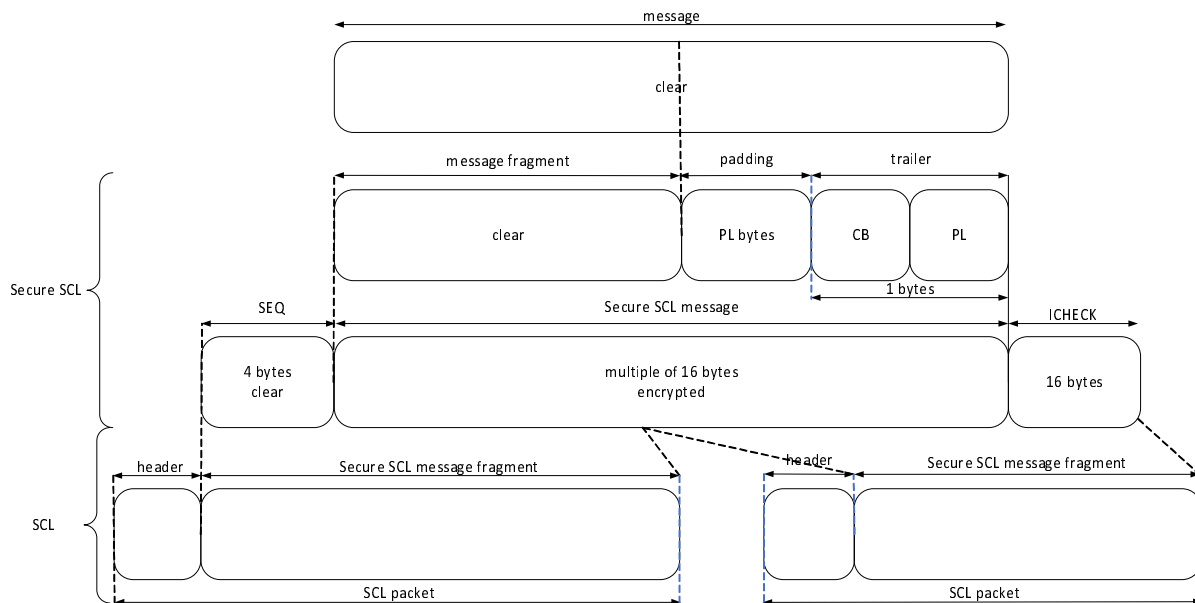 message
clear
message fragment
padding
trailer
clear
PL bytes
CB
PL
Secure SCL
1 bytes
SEQ
Secure SCL message
ICHECK
4 bytes
clear
multiple of 16 bytes
encrypted
16 bytes
header
Secure SCL message fragment
header
Secure SCL message fragment
SCL
SCL packet
SCL packet